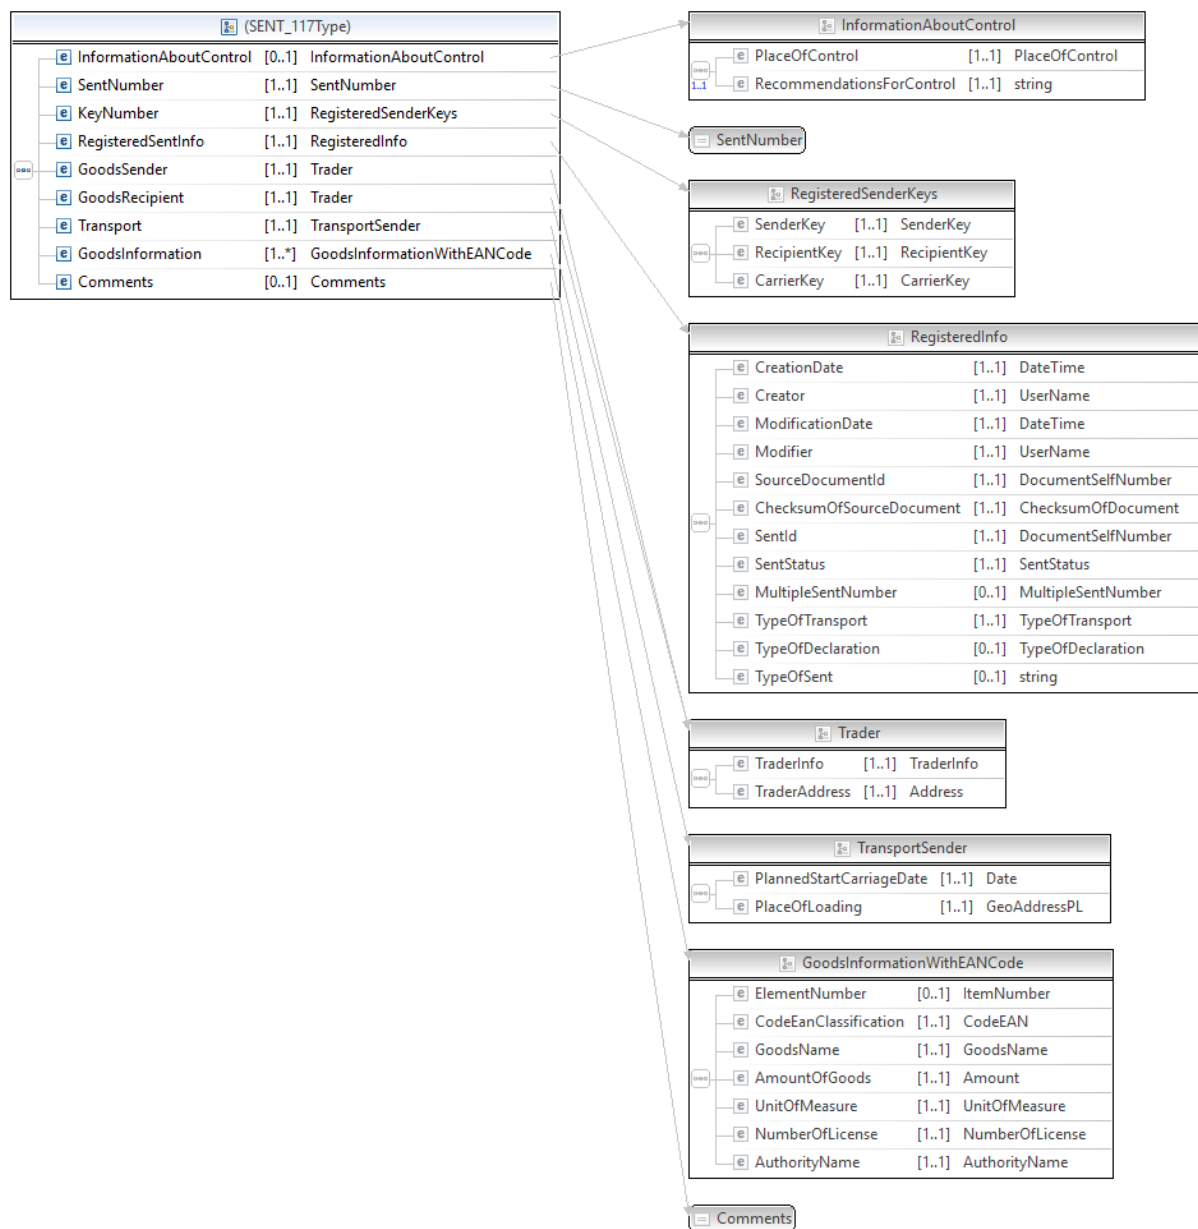 (SENT_117Type)
InformationAboutControl [0..1] InformationAboutControl
SentNumber [1..1] SentNumber
KeyNumber [1..1] RegisteredSenderKeys
RegisteredSentInfo [1..1] RegisteredInfo
GoodsSender [1..1] Trader
GoodsRecipient [1..1] Trader
Transport [1..1] TransportSender
GoodsInformation [1..*] GoodsInformationWithEANCode
Comments [0..1] Comments
InformationAboutControl
PlaceOfControl [1..1] PlaceOfControl
RecommendationsForControl [1..1] string
1..1
SentNumber
RegisteredSenderKeys
SenderKey [1..1] SenderKey
RecipientKey [1..1] RecipientKey
CarrierKey [1..1] CarrierKey
RegisteredInfo
CreationDate [1..1] DateTime
Creator [1..1] UserName
ModificationDate [1..1] DateTime
Modifier [1..1] UserName
SourceDocumentId [1..1] DocumentSelfNumber
ChecksumOfSourceDocument [1..1] ChecksumOfDocument
SentId [1..1] DocumentSelfNumber
SentStatus [1..1] SentStatus
MultipleSentNumber [0..1] MultipleSentNumber
TypeOfTransport [1..1] TypeOfTransport
TypeOfDeclaration [0..1] TypeOfDeclaration
TypeOfSent [0..1] string
Trader
TraderInfo [1..1] TraderInfo
TraderAddress [1..1] Address
TransportSender
PlannedStartCarriageDate [1..1] Date
PlaceOfLoading [1..1] GeoAddressPL
GoodsInformationWithEANCode
ElementNumber [0..1] ItemNumber
CodeEanClassification [1..1] CodeEAN
GoodsName [1..1] GoodsName
AmountOfGoods [1..1] Amount
UnitOfMeasure [1..1] UnitOfMeasure
NumberOfLicense [1..1] NumberOfLicense
AuthorityName [1..1] AuthorityName
Comments